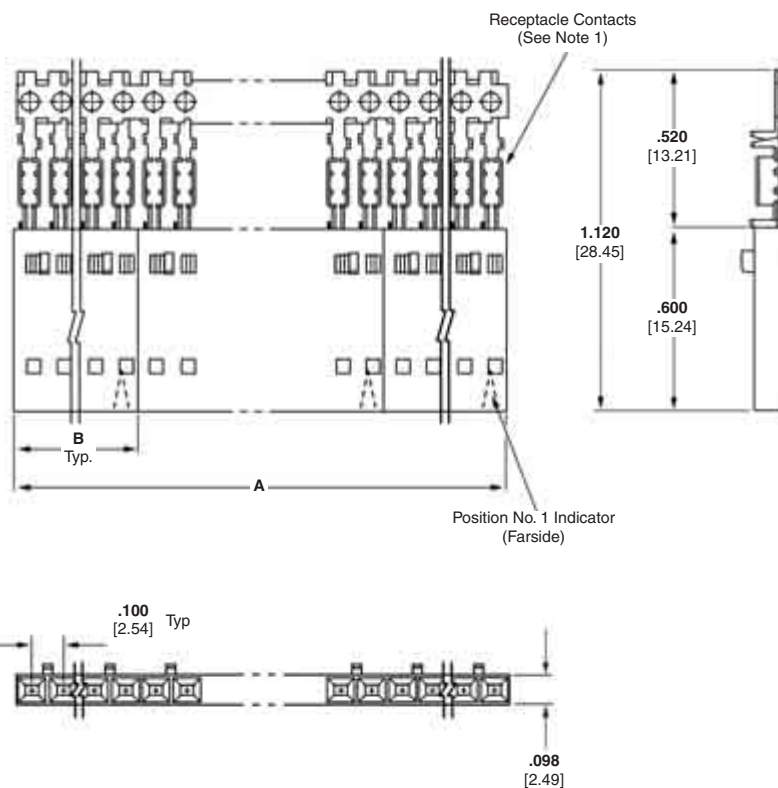 Receptacle Contacts
(See Note 1)
.520
[13.21]
1.120
[28.45]
.600
[15.24]
B
Typ.
A
Position No. 1 Indicator
(Farside)
.100
[2.54]
Typ
.098
[2.49]